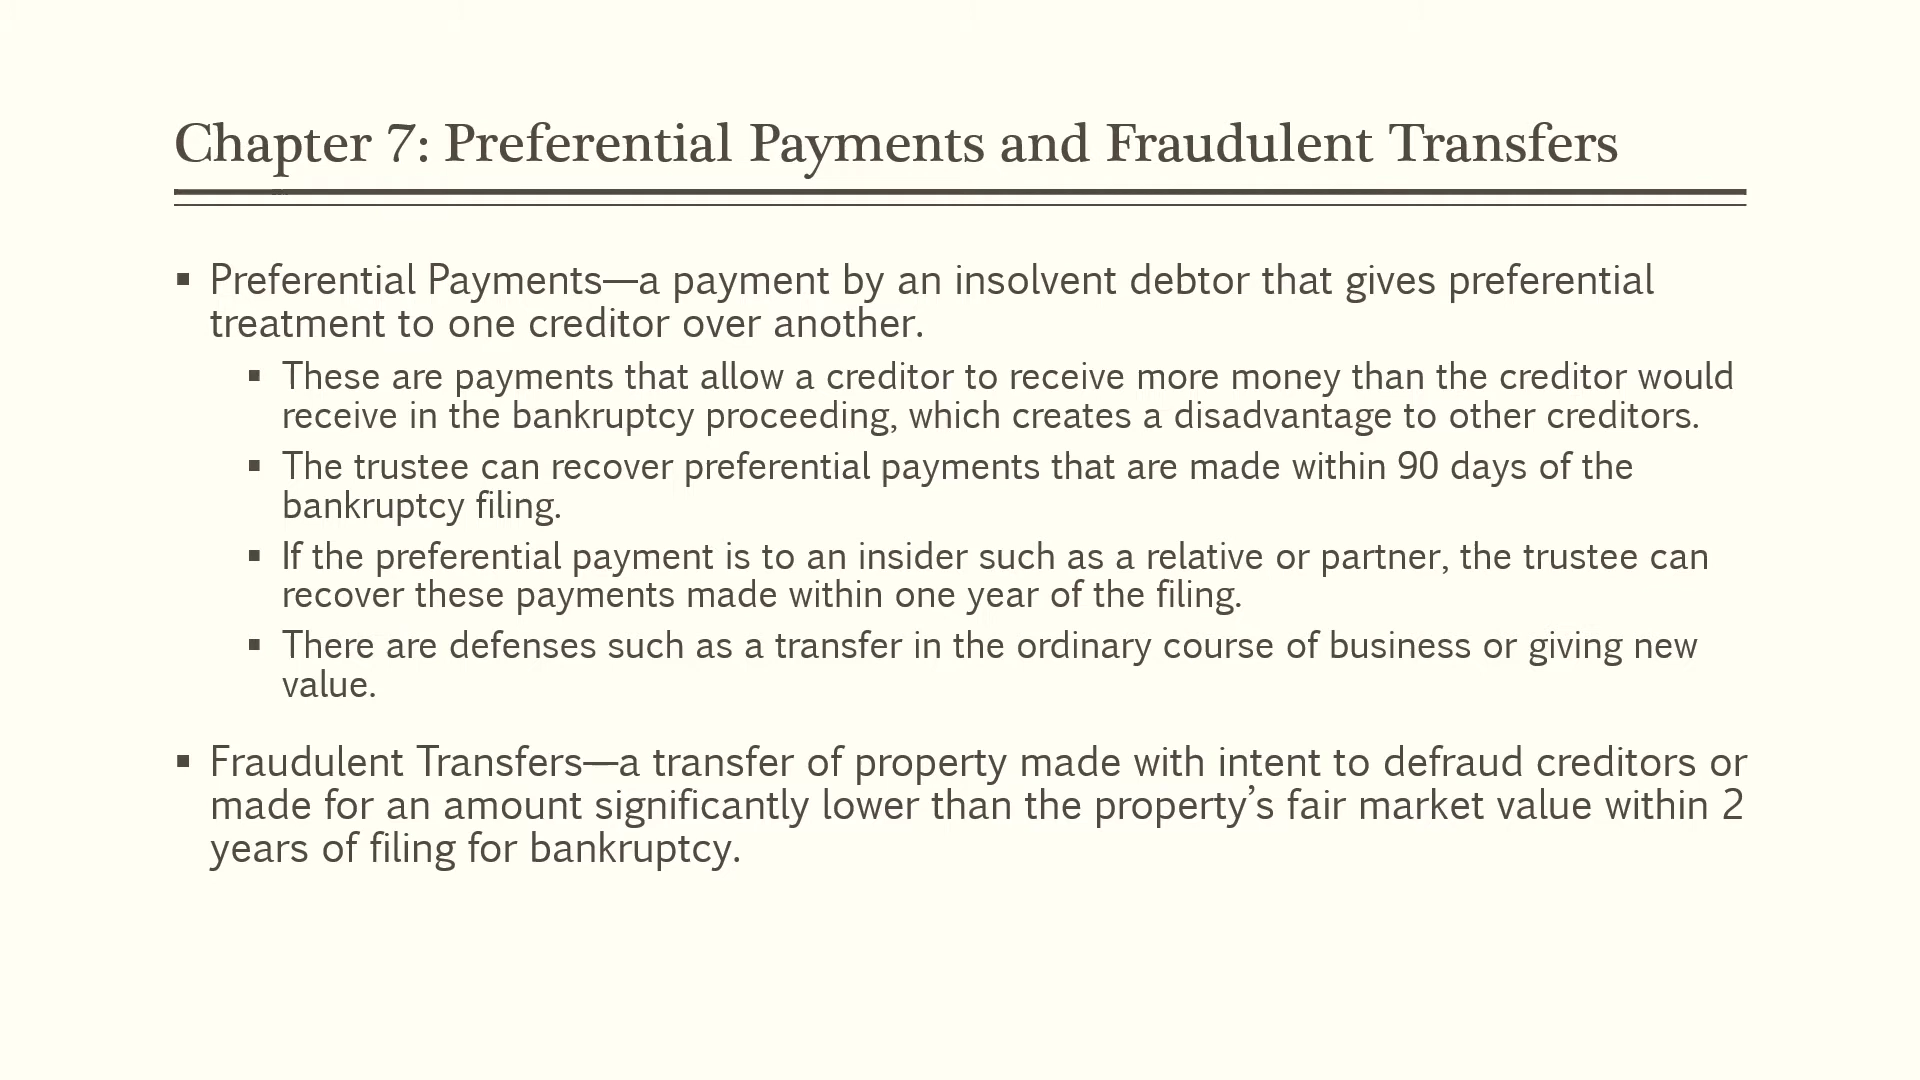 Chapter 7: Preferential Payments and Fraudulent Transfers
▪ Preferential Payments—a payment by an insolvent debtor that gives preferential
treatment to one creditor over another.
▪ These are payments that allow a creditor to receive more money than the creditor would
receive in the bankruptcy proceeding, which creates a disadvantage to other creditors.
▪ The trustee can recover preferential payments that are made within 90 days of the
bankruptcy filing.
▪ If the preferential payment is to an insider such as a relative or partner, the trustee can
recover these payments made within one year of the filing.
▪ There are defenses such as a transfer in the ordinary course of business or giving new
value.
▪ Fraudulent Transfers—a transfer of property made with intent to defraud creditors or
made for an amount significantly lower than the property’s fair market value within 2
years of filing for bankruptcy.